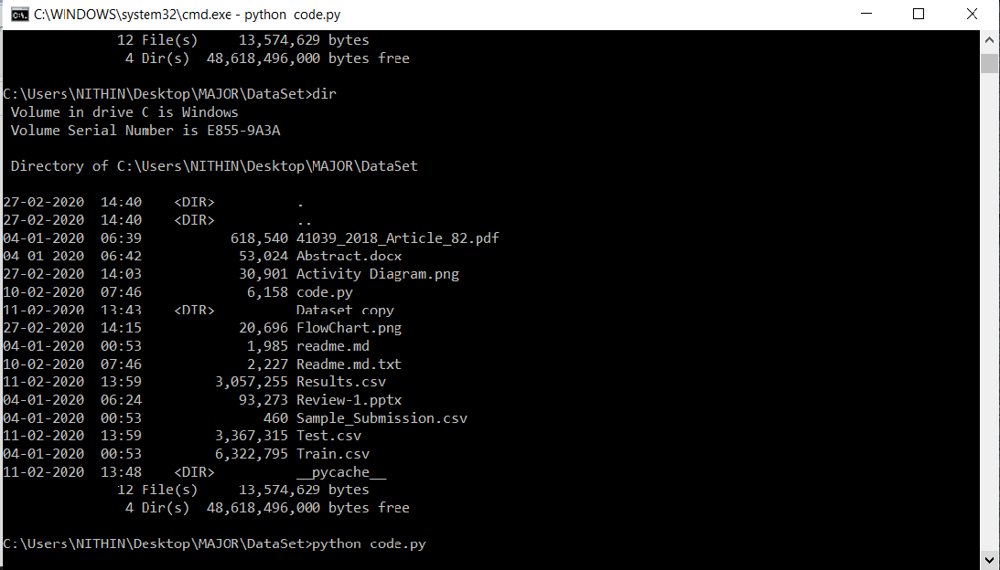 C:\WINDOWS\system32\cmd.exe - python  code.py
              12 File(s)     13,574,629 bytes
               4 Dir(s)  48,618,496,000 bytes free
C:\Users\NITHIN\Desktop\MAJOR\DataSet>dir
 Volume in drive C is Windows
 Volume Serial Number is E855-9A3A
 Directory of C:\Users\NITHIN\Desktop\MAJOR\DataSet
27-02-2020  14:40    <DIR>          .
27-02-2020  14:40    <DIR>          ..
04-01-2020  06:39           618,540 41039_2018_Article_82.pdf
04 01 2020  06:42            53,024 Abstract.docx
27-02-2020  14:03            30,901 Activity Diagram.png
10-02-2020  07:46             6,158 code.py
11-02-2020  13:43    <DIR>          Dataset copy
27-02-2020  14:15            20,696 FlowChart.png
04-01-2020  00:53             1,985 readme.md
10-02-2020  07:46             2,227 Readme.md.txt
11-02-2020  13:59         3,057,255 Results.csv
04-01-2020  06:24            93,273 Review-1.pptx
04-01-2020  00:53               460 Sample_Submission.csv
11-02-2020  13:59         3,367,315 Test.csv
04-01-2020  00:53         6,322,795 Train.csv
11-02-2020  13:48    <DIR>          __pycache__
              12 File(s)     13,574,629 bytes
               4 Dir(s)  48,618,496,000 bytes free
C:\Users\NITHIN\Desktop\MAJOR\DataSet>python code.py